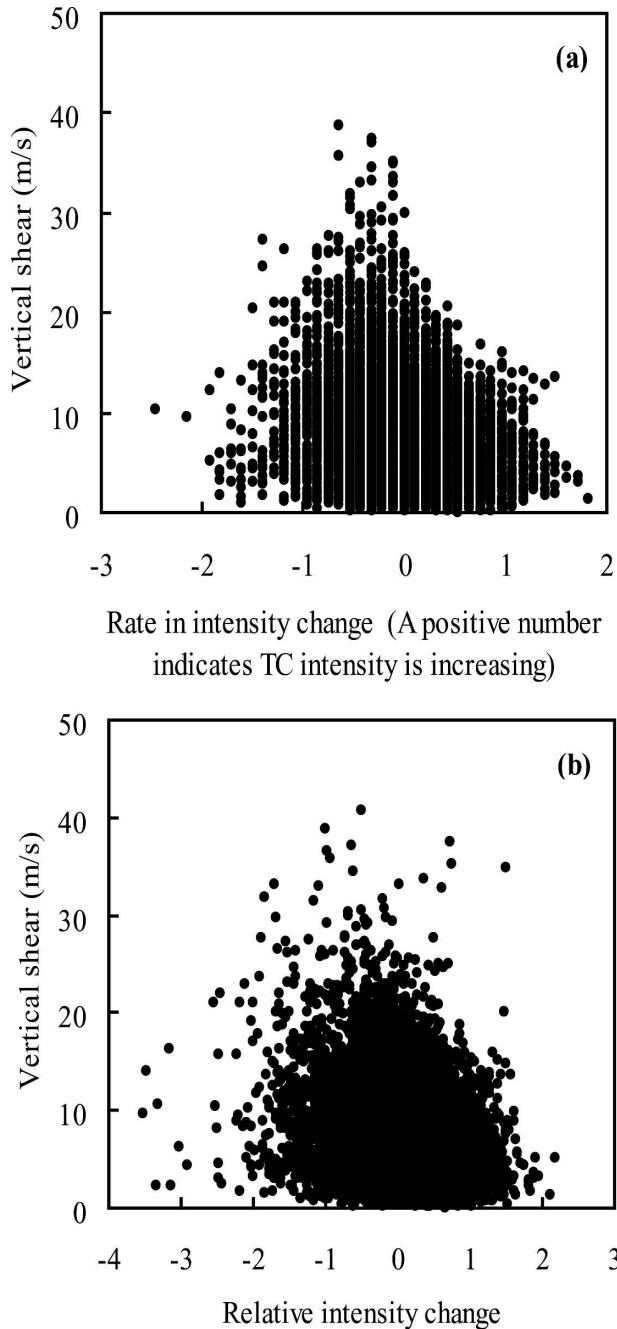 50
(a)
40
30
20
10
0
Vertical shear (m/s)
-3 -2 -1 0 1 2
Rate in intensity change (A positive number
indicates TC intensity is increasing)
50
(b)
40
30
20
10
0
Vertical shear (m/s)
-4 -3 -2 -1 0 1 2 3
Relative intensity change